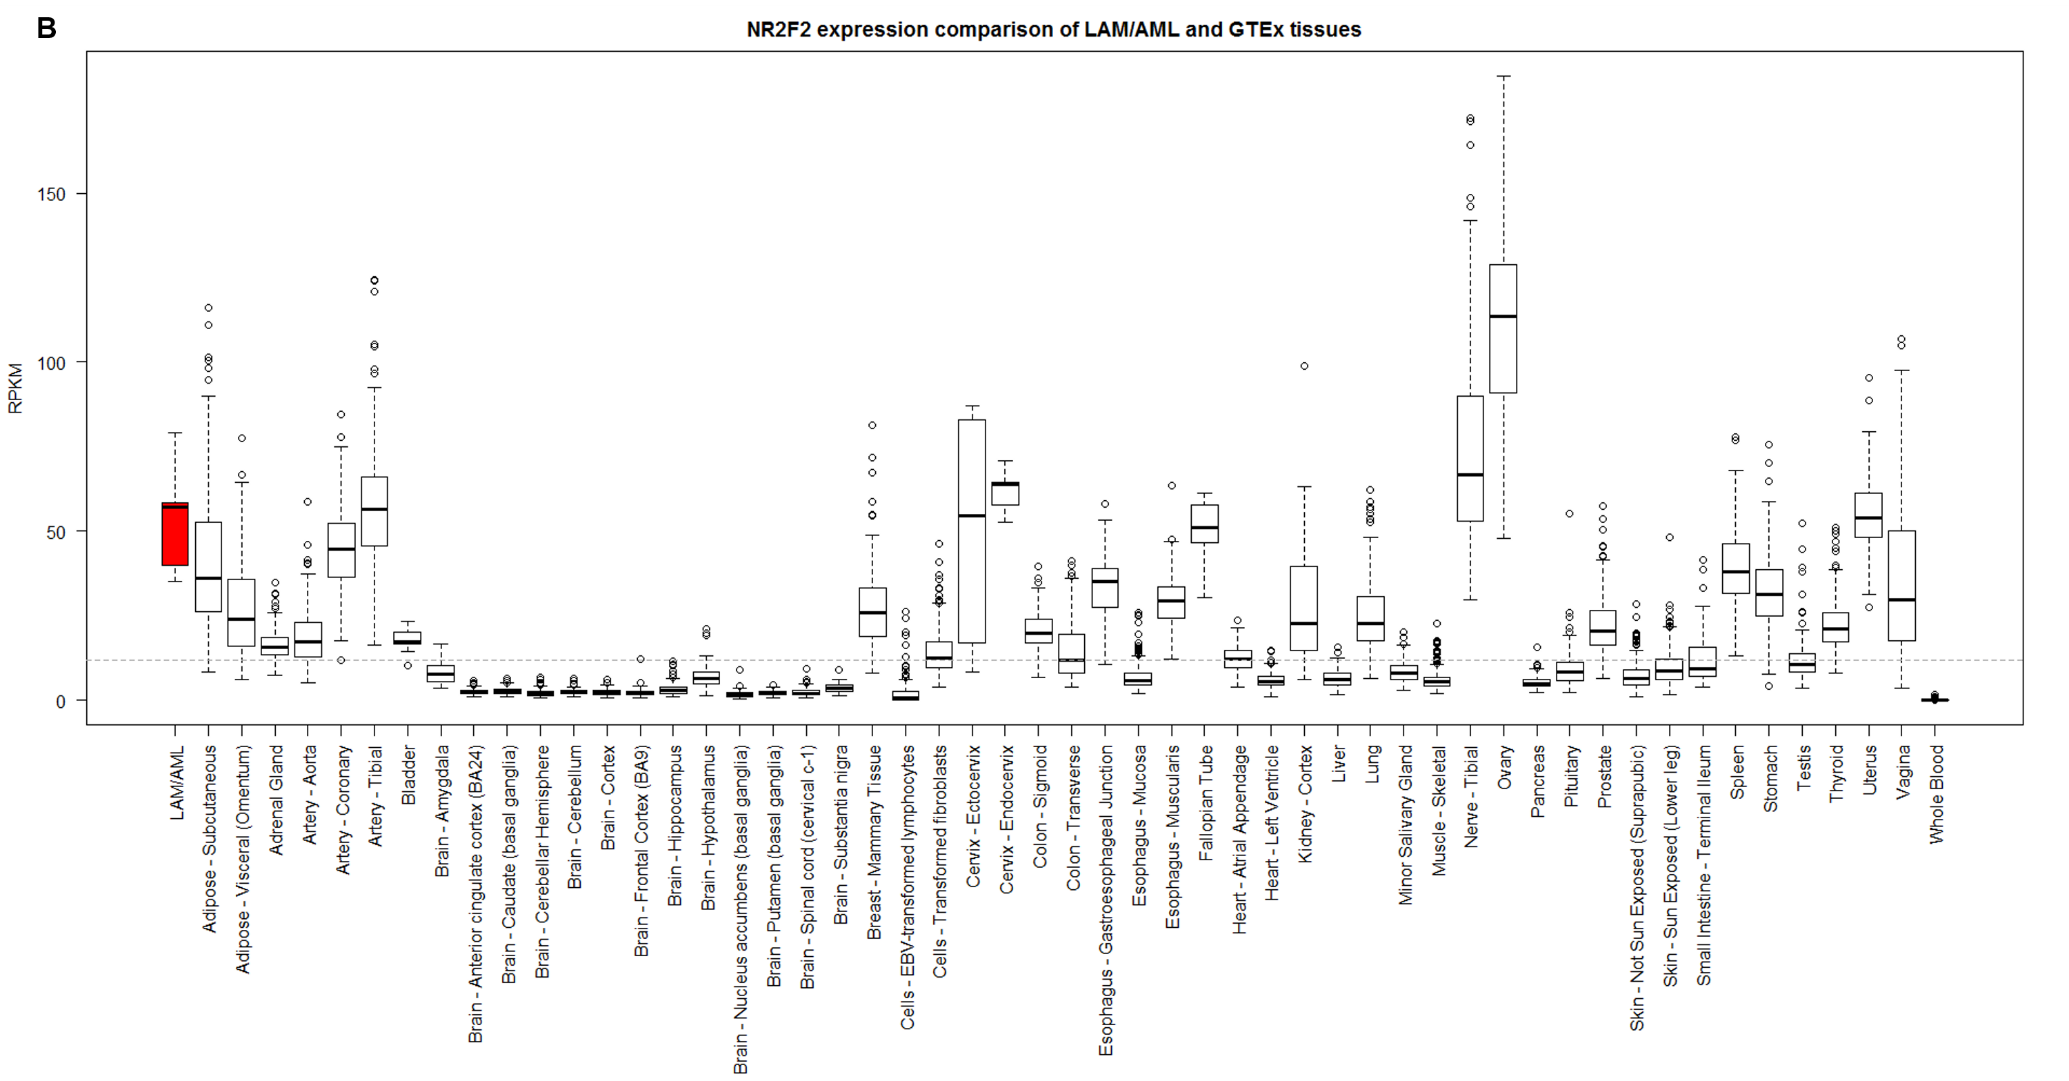 B
NR2F2 expression comparison of LAM/AML and GTEx tissues
RPKM
150
100
50
0
LAM/AML
Adipose - Subcutaneous
Adipose - Visceral (Omentum)
Adrenal Gland
Artery - Aorta
Artery - Coronary
Artery - Tibial
Bladder
Brain - Amygdala
Brain - Anterior cingulate cortex (BA24)
Brain - Caudate (basal ganglia)
Brain - Cerebellar Hemisphere
Brain - Cerebellum
Brain - Cortex
Brain - Frontal Cortex (BA9)
Brain - Hippocampus
Brain - Hypothalamus
Brain - Nucleus accumbens (basal ganglia)
Brain - Putamen (basal ganglia)
Brain - Spinal cord (cervical c-1)
Brain - Substantia nigra
Breast - Mammary Tissue
Cells - EBV-transformed lymphocytes
Cells - Transformed fibroblasts
Cervix - Ectocervix
Cervix - Endocervix
Colon - Sigmoid
Colon - Transverse
Esophagus - Gastroesophageal Junction
Esophagus - Mucosa
Esophagus - Muscularis
Fallopian Tube
Heart - Atrial Appendage
Heart - Left Ventricle
Kidney - Cortex
Liver
Lung
Minor Salivary Gland
Muscle - Skeletal
Nerve - Tibial
Ovary
Pancreas
Pituitary
Prostate
Skin - Not Sun Exposed (Suprapubic)
Skin - Sun Exposed (Lower leg)
Small Intestine - Terminal Ileum
Spleen
Stomach
Testis
Thyroid
Uterus
Vagina
Whole Blood